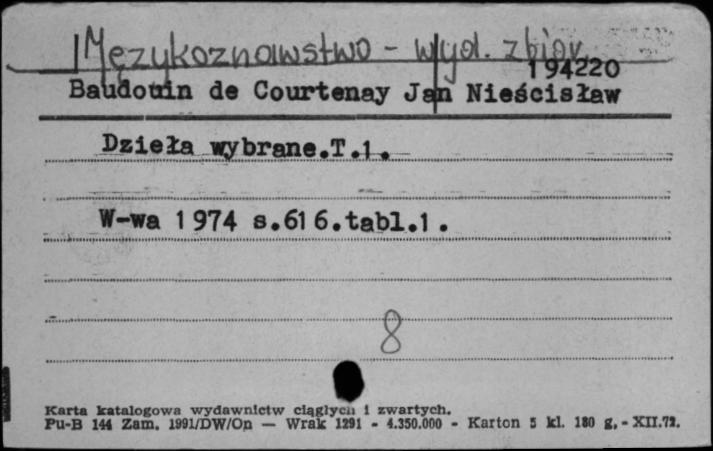 Językoznawstwo - wyd. zbior.
194220
Baudouin de Courtenay Jan Nieścisław
Dzieła wybrane.T.1.
W-wa 1974 s.616.tabl.1.
8
Karta katalogowa wydawnictw ciągłych i zwartych.
Pu-B 144 Zam. 1991/DW/Op — Wrak 1291 - 4.350.000 - Karton 5 kl. 180 g. - XII.72.